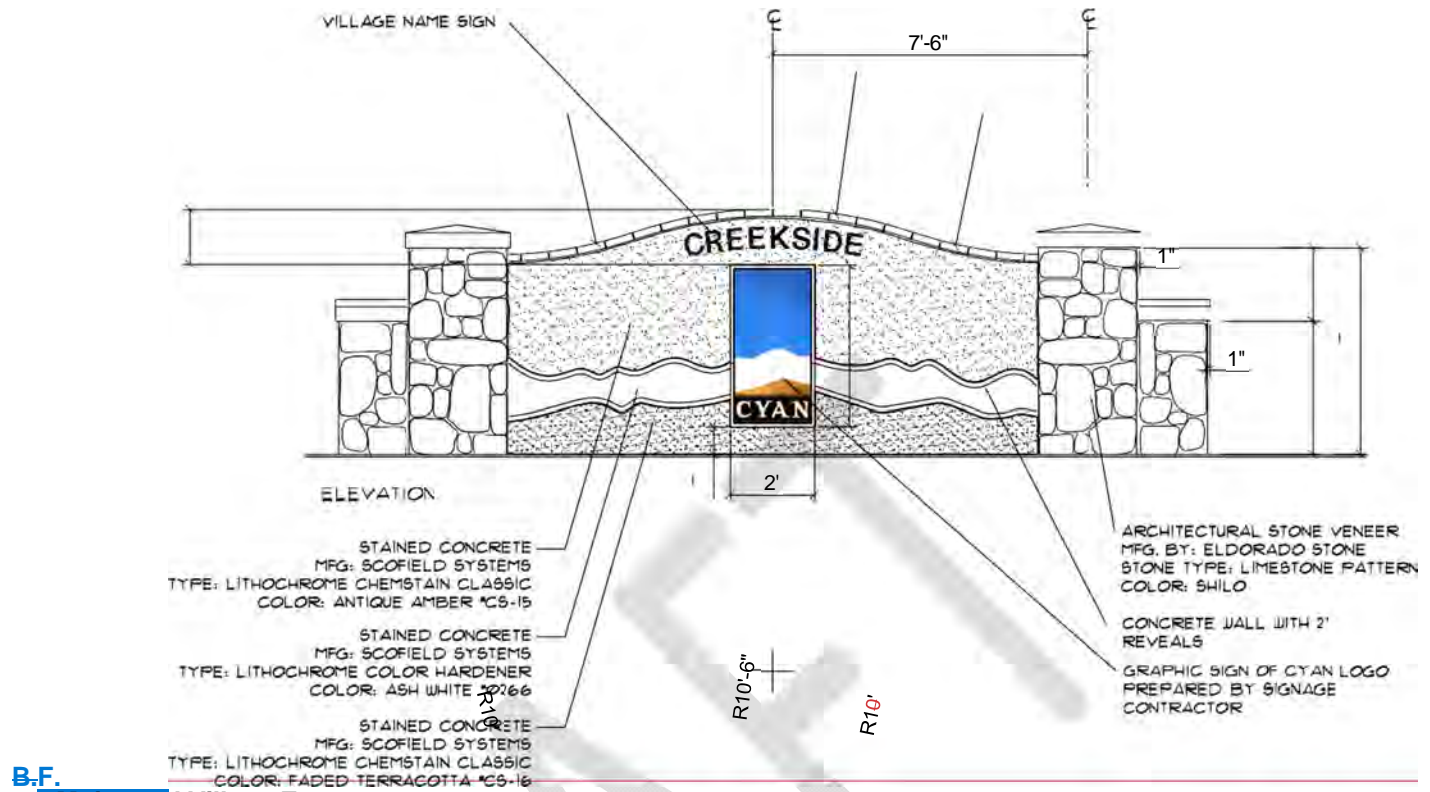 VILLAGE NAME SIGN
℄
℄
7'-6"
CREEKSIDE
1"
1"
CYAN
2'
ELEVATION
STAINED CONCRETE
MFG: SCOFIELD SYSTEMS
TYPE: LITHOCHROME CHEMSTAIN CLASSIC
COLOR: ANTIQUE AMBER #CS-15
STAINED CONCRETE
MFG: SCOFIELD SYSTEMS
TYPE: LITHOCHROME COLOR HARDENER
COLOR: ASH WHITE
STAINED CONCRETE
MFG: SCOFIELD SYSTEMS
TYPE: LITHOCHROME CHEMSTAIN CLASSIC
COLOR: FADED TERRACOTTA #CS-16
R10'
R10'-6"
R10'
ARCHITECTURAL STONE VENEER
MFG. BY: ELDORADO STONE
STONE TYPE: LIMESTONE PATTERN
COLOR: SHILO
CONCRETE WALL WITH 2'
REVEALS
GRAPHIC SIGN OF CYAN LOGO
PREPARED BY SIGNAGE
CONTRACTOR
B.F.